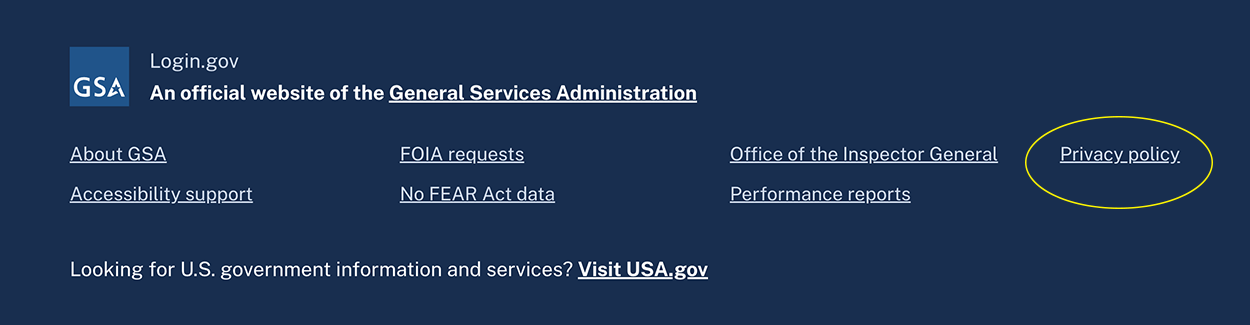 GSA
Login.gov
An official website of the General Services Administration
About GSA
FOIA requests
Office of the Inspector General
Privacy policy
Accessibility support
No FEAR Act data
Performance reports
Looking for U.S. government information and services? Visit USA.gov